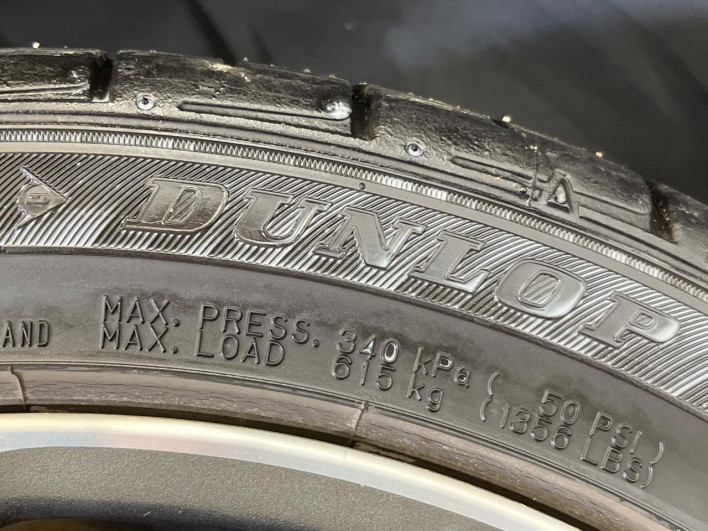 DUNLOP
AND
MAX. PRESS. 340 kPa (50 PSI)
MAX. LOAD 615 kg (1356 LBS)